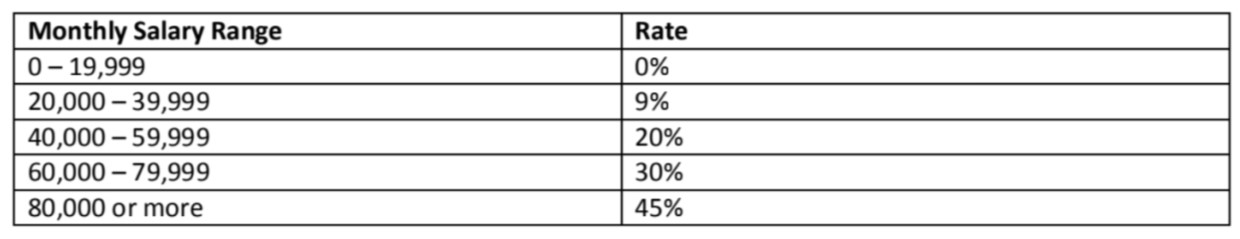 Monthly Salary Range Rate
0 – 19,999 0%
20,000 – 39,999 9%
40,000 – 59,999 20%
60,000 – 79,999 30%
80,000 or more 45%